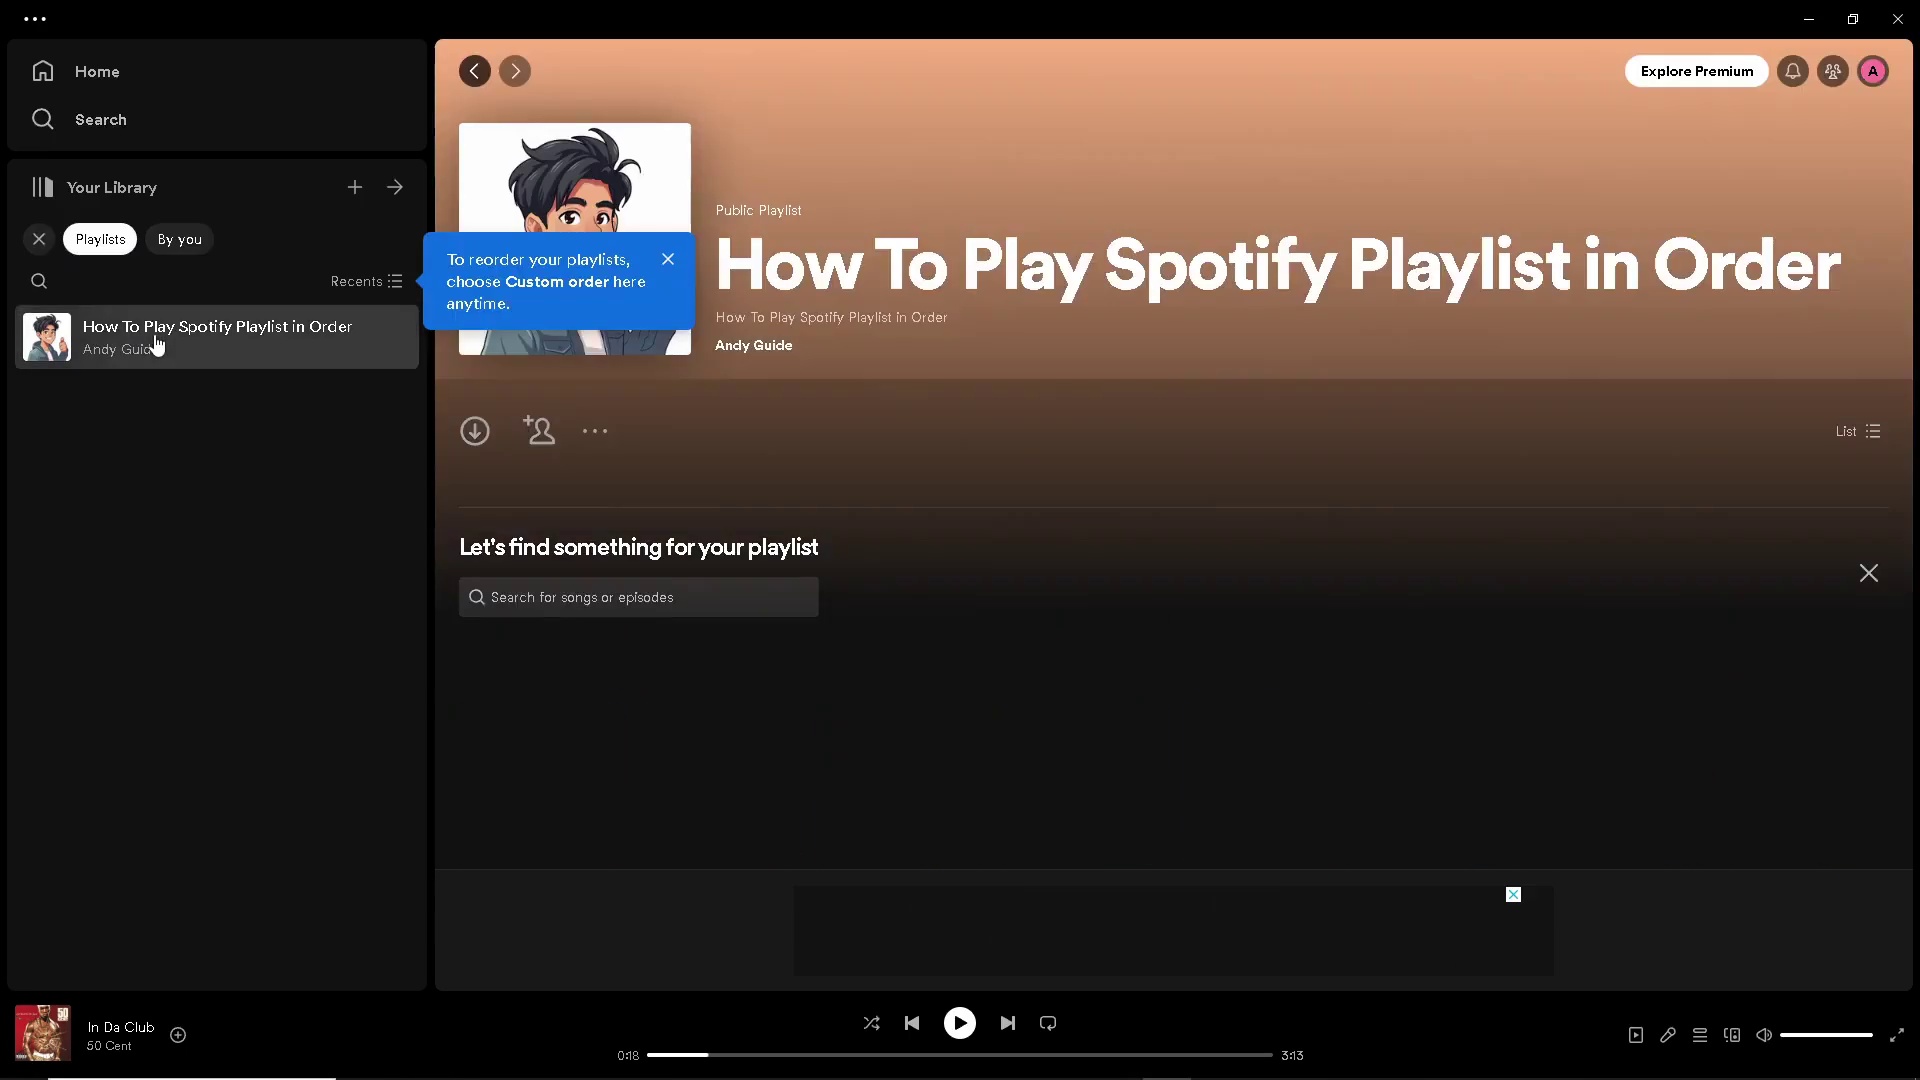 Home
Search
Your Library
Playlists
By you
Recents
How To Play Spotify Playlist in Order
To reorder your playlists,
choose Custom order here
anytime.
Explore Premium
A
Public Playlist
How To Play Spotify Playlist in Order
How To Play Spotify Playlist in Order
Andy Guide
List
Let's find something for your playlist
Search for songs or episodes
50
In Da Club
50 Cent
0:18
3:13